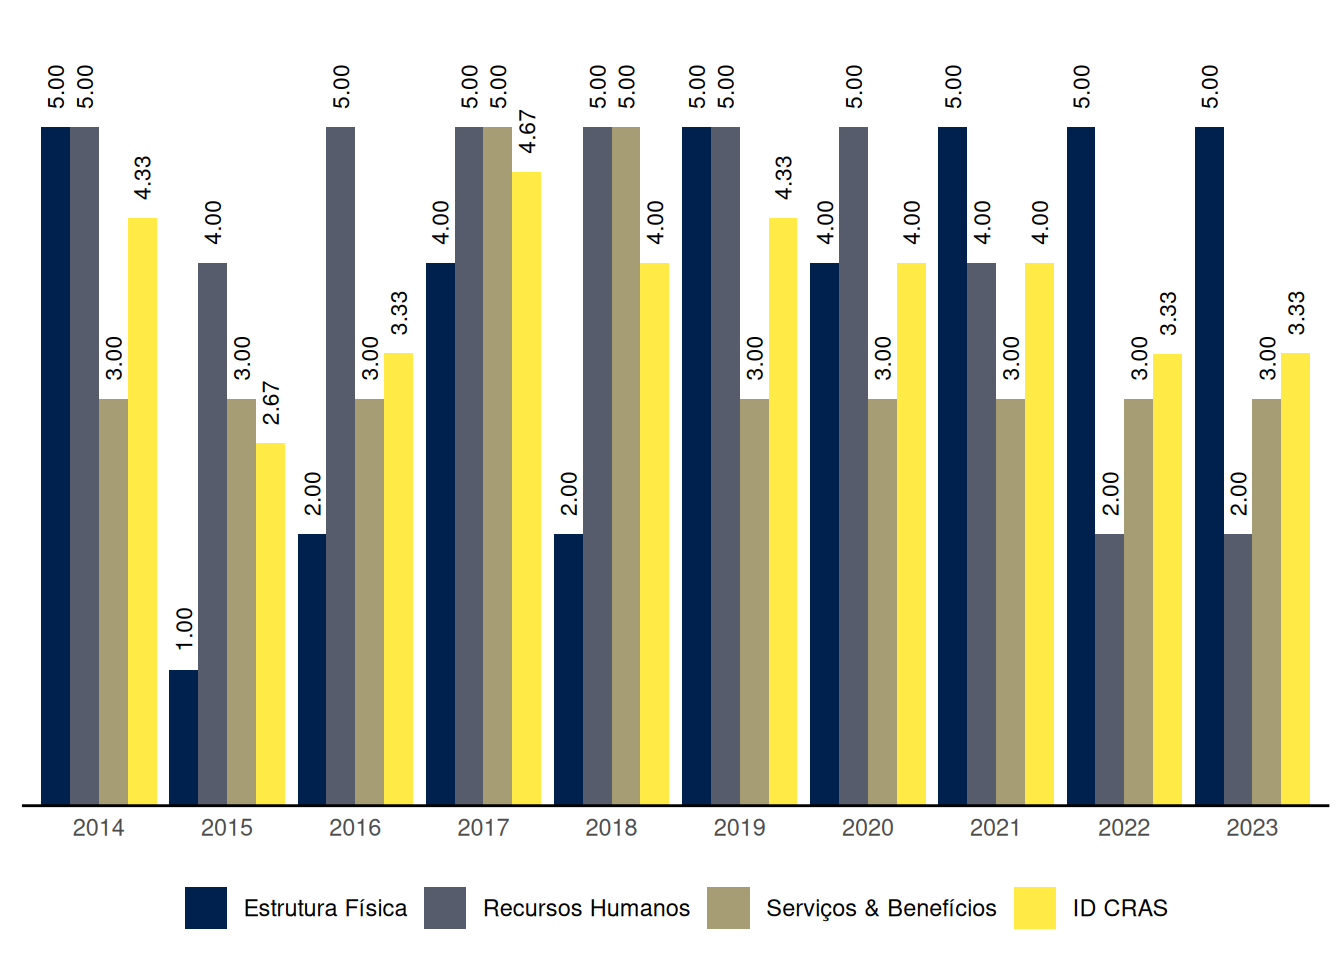 5.00 5.00 3.00 4.33
1.00 4.00 3.00 2.67
2.00 5.00 3.00 3.33
4.00 5.00 5.00 4.67
2.00 5.00 5.00 4.00
5.00 5.00 3.00 4.33
4.00 5.00 3.00 4.00
5.00 4.00 3.00 4.00
5.00 2.00 3.00 3.33
5.00 2.00 3.00 3.33
2014 2015 2016 2017 2018 2019 2020 2021 2022 2023
Estrutura Física Recursos Humanos Serviços & Benefícios ID CRAS